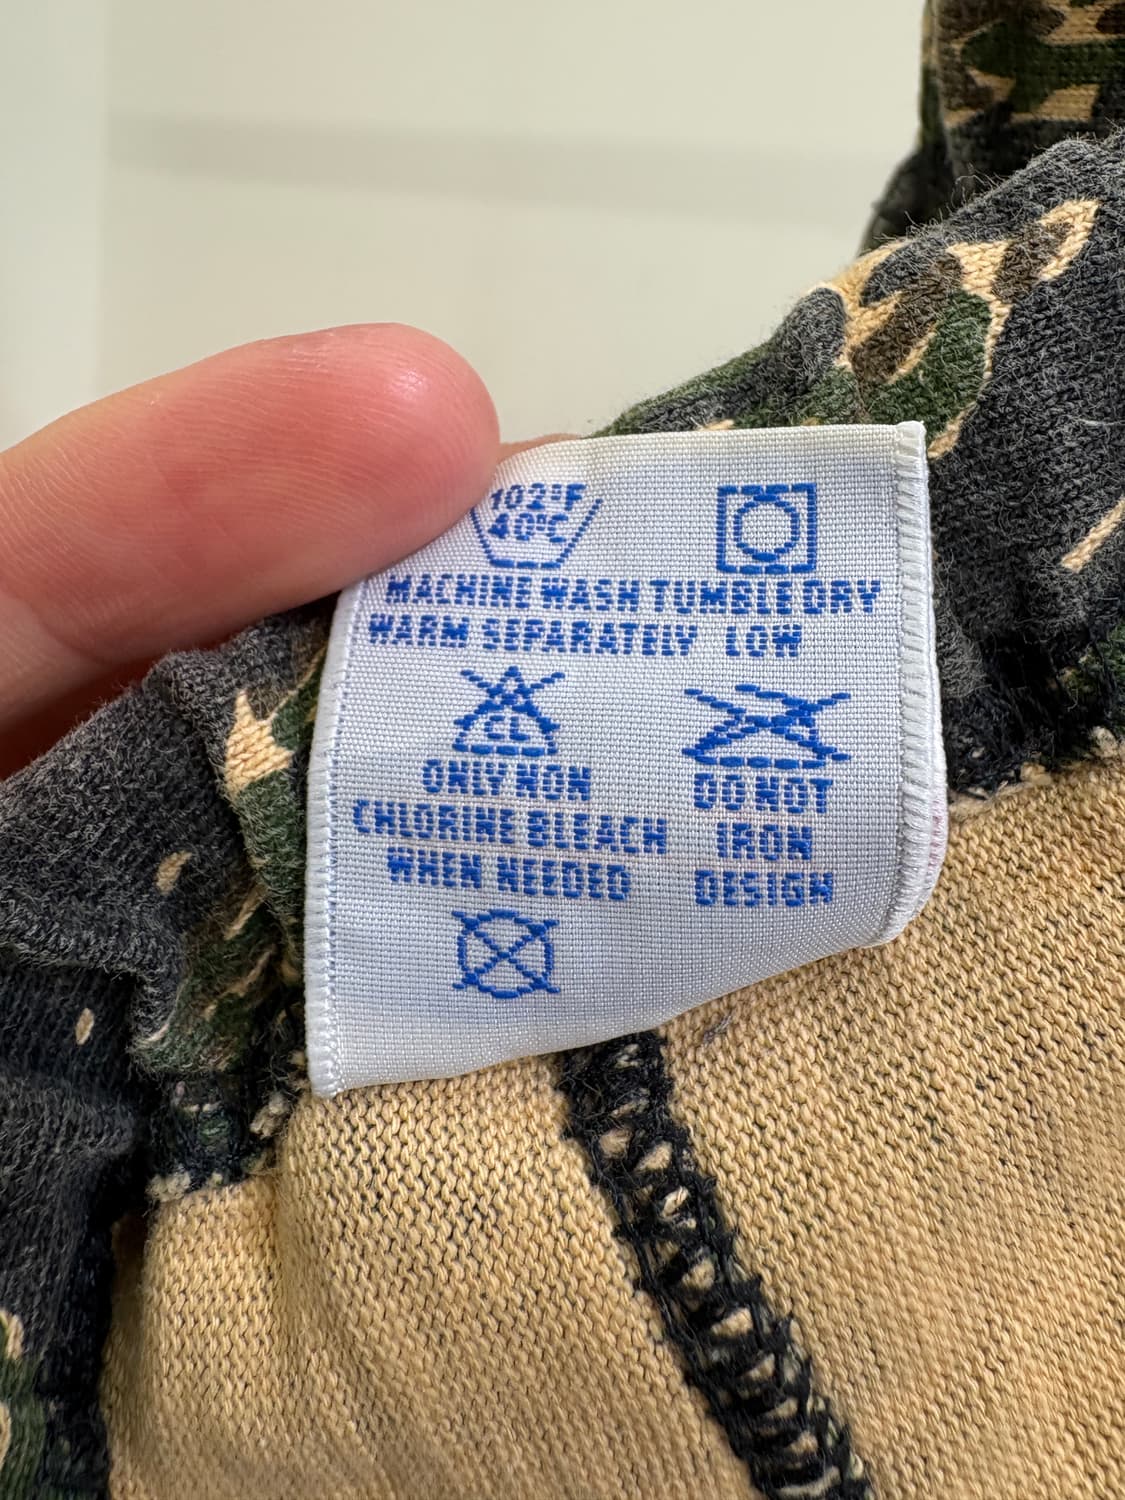 102°F
40°C
MACHINE WASH
WARM SEPARATELY
TUMBLE DRY
LOW
CL
ONLY NON
CHLORINE BLEACH
WHEN NEEDED
DO NOT
IRON
DESIGN